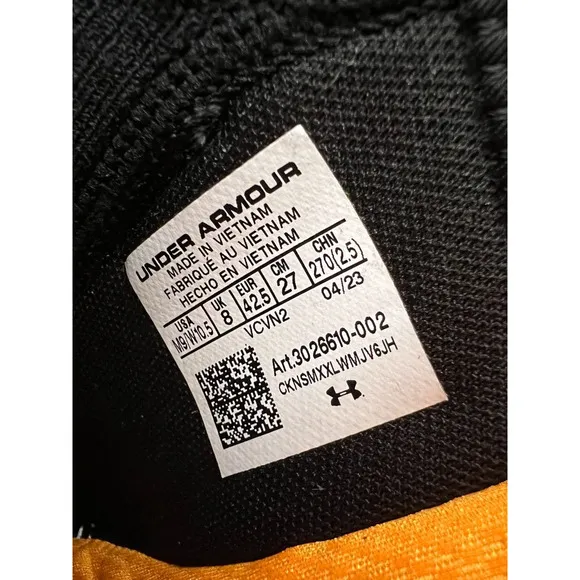 UNDER ARMOUR
MADE IN VIETNAM
FABRIQUÉ AU VIETNAM
HECHO EN VIETNAM
USA UK EUR CM CHN
M9/W10.5 8 42.5 27 270(2.5)
VCVN2 04/23
Art.3026610-002
CKNSMXXLWMJV6JH